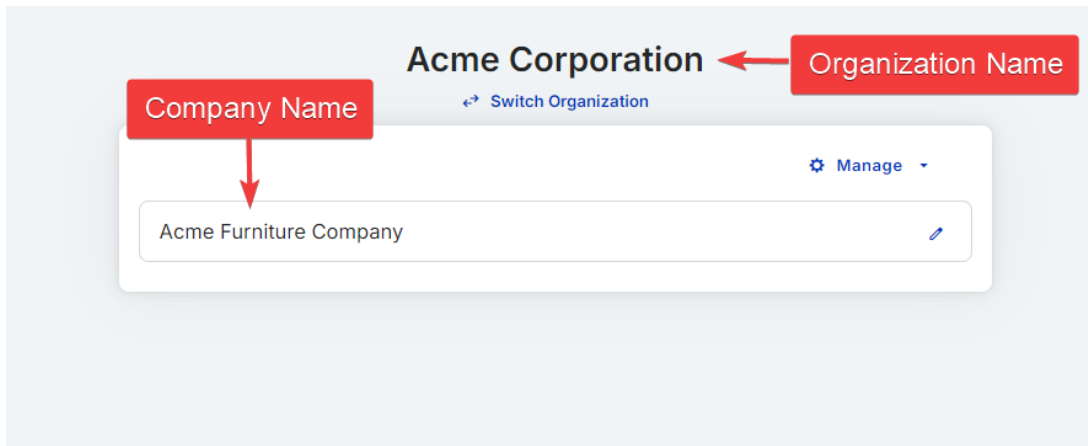 Acme Corporation
Organization Name
Company Name
Switch Organization
Manage
Acme Furniture Company